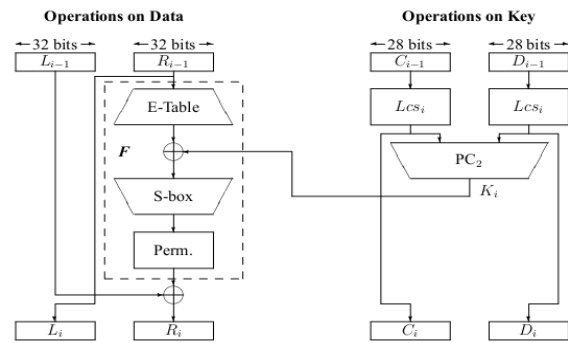 Operations on Data Operations on Key
32 bits 32 bits 28 bits 28 bits
L_{i−1} R_{i−1} C_{i−1} D_{i−1}
E-Table Lcs_i Lcs_i
F PC_2
K_i
S-box
Perm.
L_i R_i C_i D_i